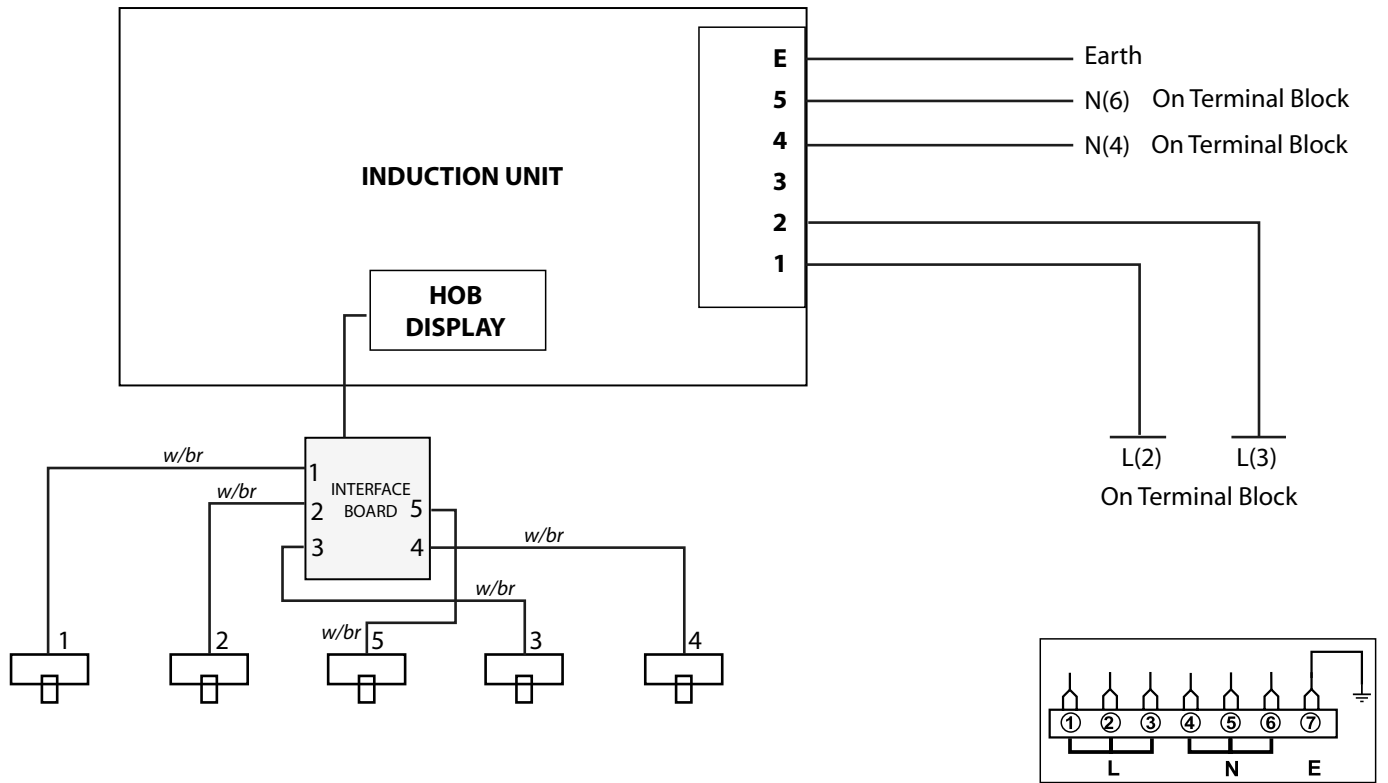 E Earth
5 N(6) On Terminal Block
4 N(4) On Terminal Block
INDUCTION UNIT
3
2
1
HOB
DISPLAY
L(2) L(3)
On Terminal Block
w/br
1
w/br
INTERFACE
2 BOARD 5
3 4
w/br
w/br
w/br
1 2 5 3 4
1 2 3 4 5 6 7
L N E